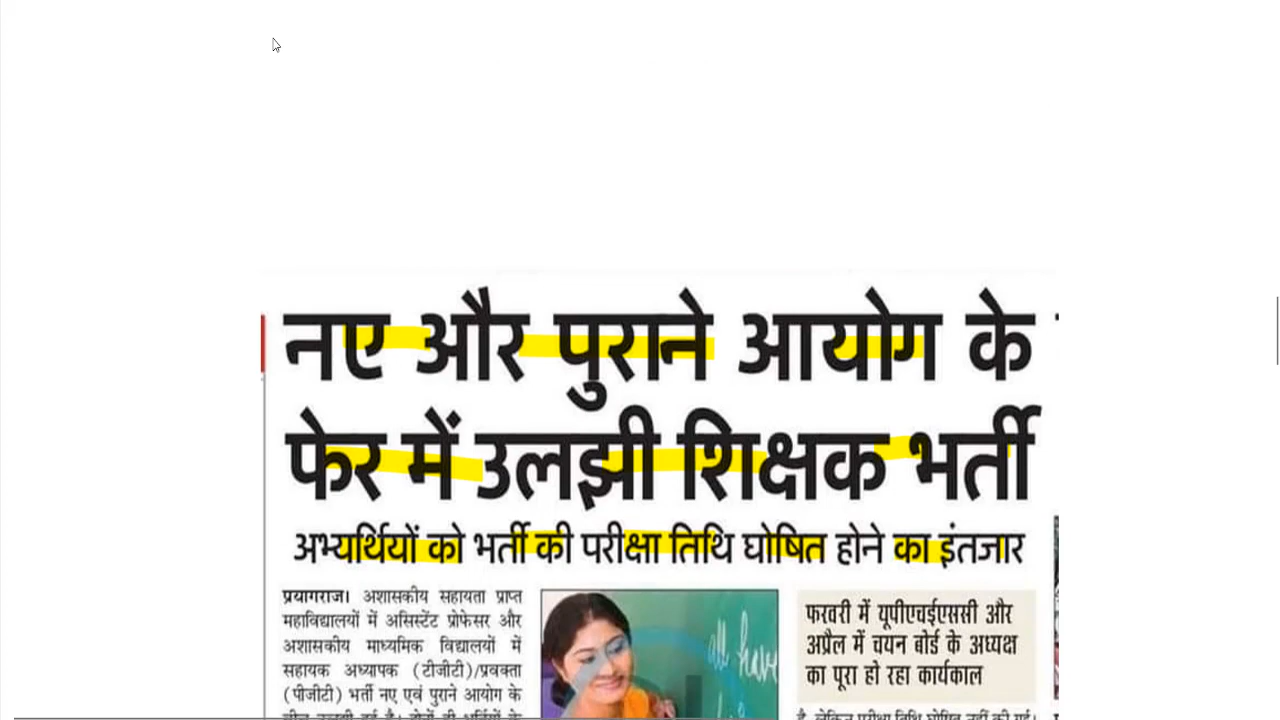 नए और पुराने आयोग के
फेर में उलझी शिक्षक भर्ती
अभ्यर्थियों को भर्ती की परीक्षा तिथि घोषित होने का इंतजार
प्रयागराज। अशासकीय सहायता प्राप्त
महाविद्यालयों में असिस्टेंट प्रोफेसर और
अशासकीय माध्यमिक विद्यालयों में
सहायक अध्यापक (टीजीटी)/प्रवक्ता
(पीजीटी) भर्ती नए एवं पुराने आयोग के
all have
फरवरी में यूपीएचईएससी और
अप्रैल में चयन बोर्ड के अध्यक्ष
का पूरा हो रहा कार्यकाल